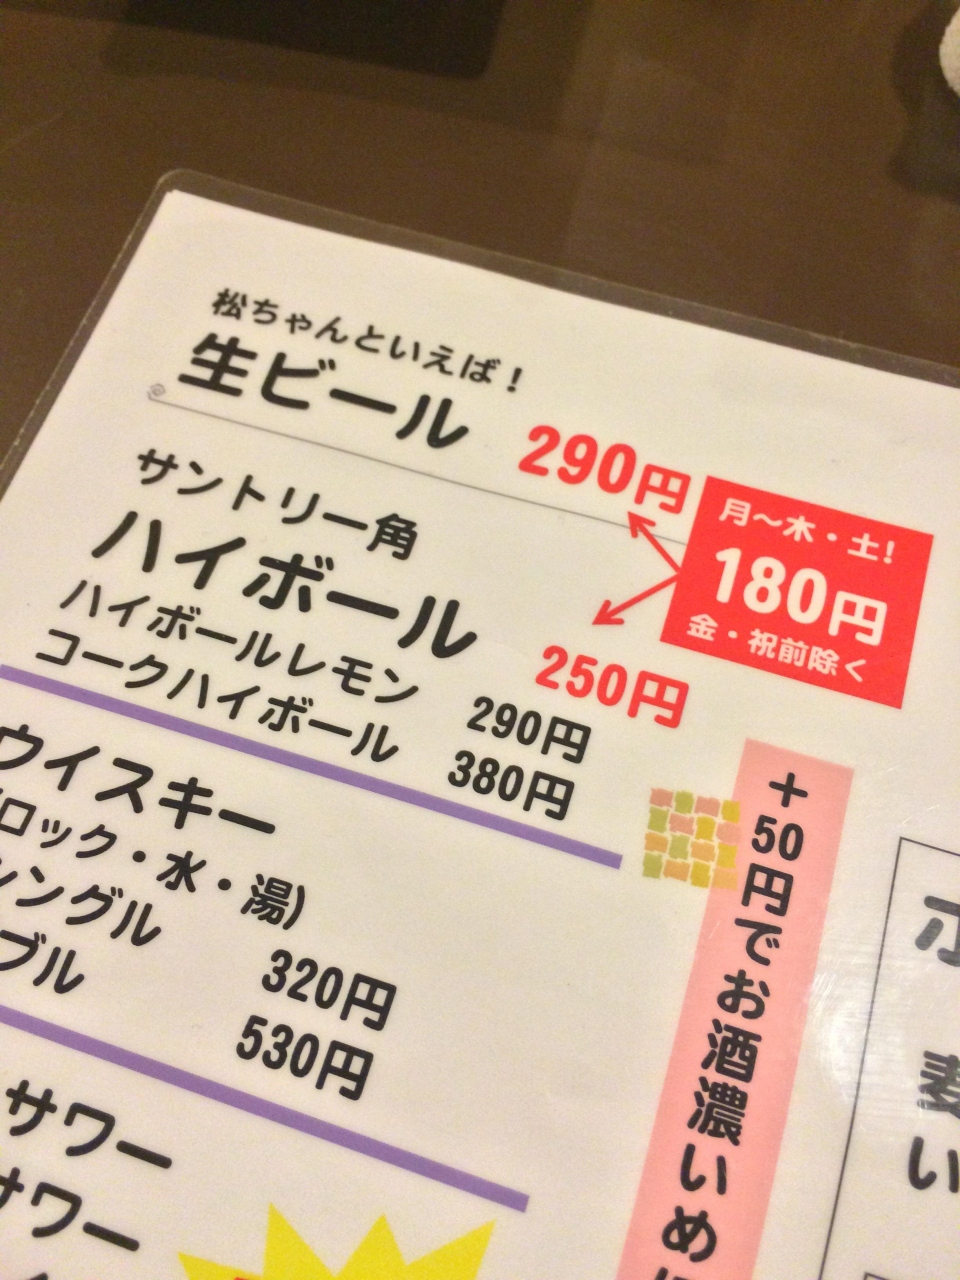 松ちゃんといえば！
生ビール 290円
サントリー角
ハイボール 250円
月～木・土!
180円
金・祝前除く
ハイボールレモン 290円
コークハイボール 380円
ウイスキー
ロック・水・湯)
シングル 320円
ブル 530円
サワー
サワー
＋50円でお酒濃いめ
麦
い